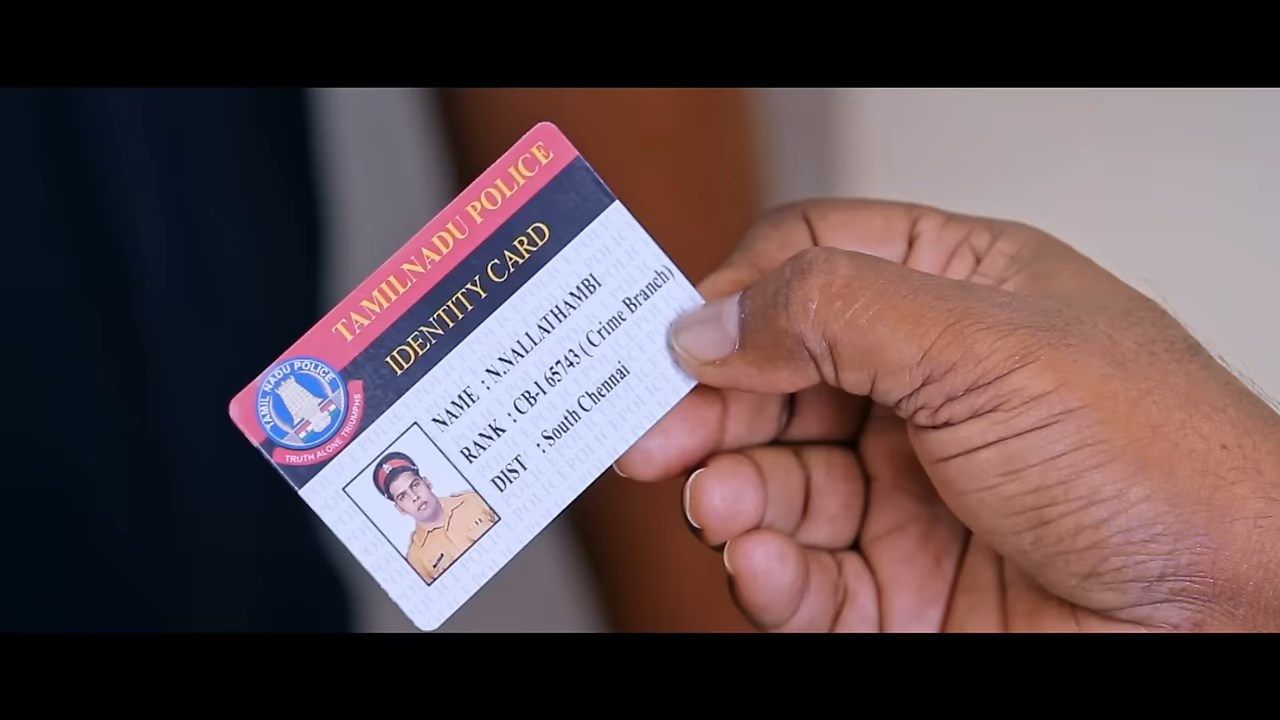 TAMILNADU POLICE
IDENTITY CARD
TAMIL NADU POLICE
TRUTH ALONE TRIUMPHS
NAME : N.NALLATHAMBI
RANK : CB-I 65743 ( Crime Branch)
DIST : South Chennai